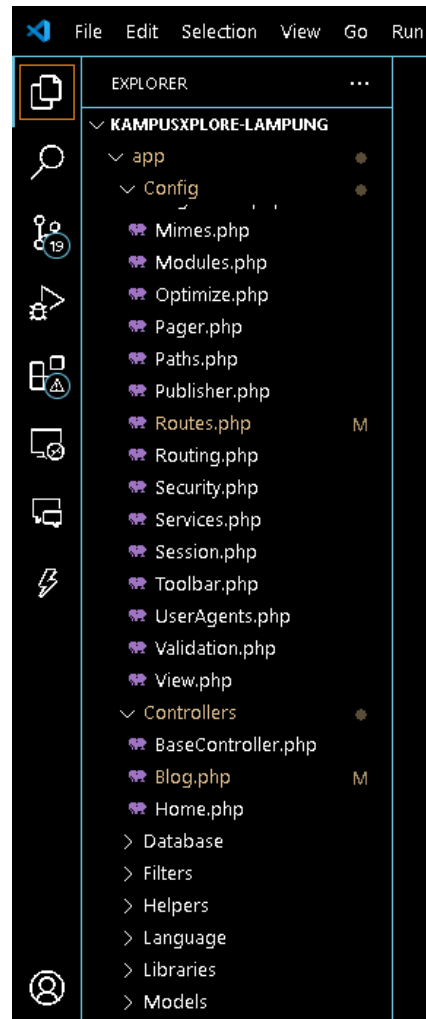 File Edit Selection View Go Run
EXPLORER ...
KAMPUSXPLORE-LAMPUNG
app
Config
Mimes.php
Modules.php
Optimize.php
Pager.php
Paths.php
Publisher.php
Routes.php M
Routing.php
Security.php
19
Services.php
Session.php
Toolbar.php
UserAgents.php
Validation.php
View.php
Controllers
BaseController.php
Blog.php M
Home.php
Database
Filters
Helpers
Language
Libraries
Models